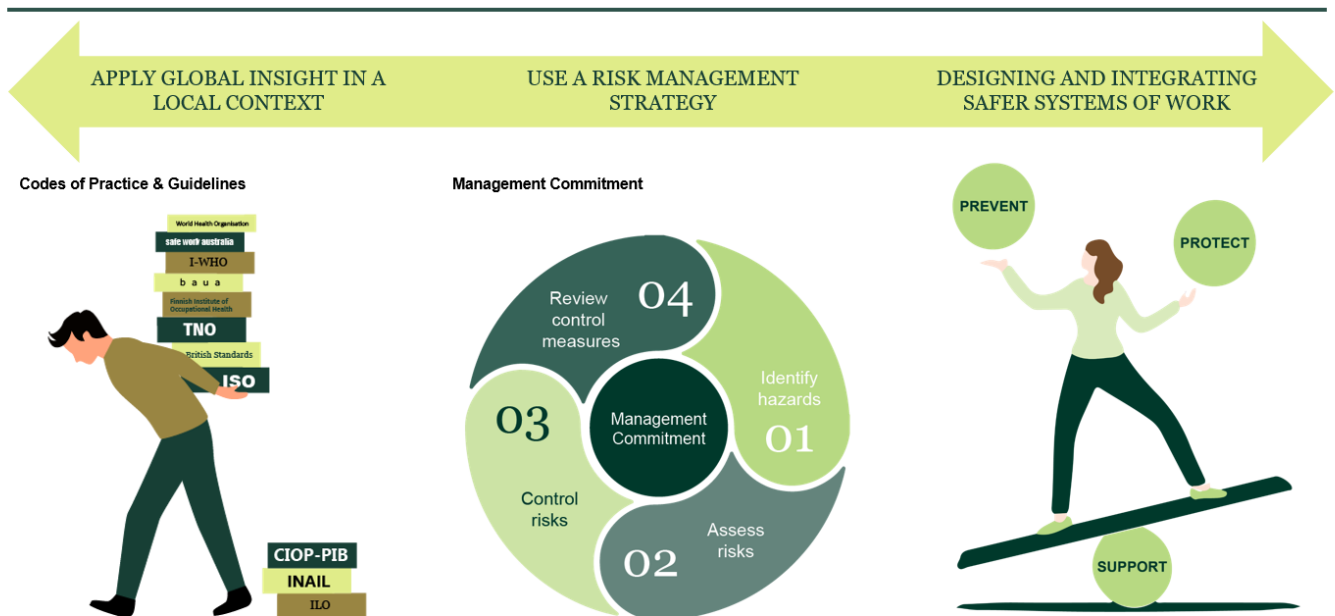 APPLY GLOBAL INSIGHT IN A
LOCAL CONTEXT
USE A RISK MANAGEMENT
STRATEGY
DESIGNING AND INTEGRATING
SAFER SYSTEMS OF WORK
Codes of Practice & Guidelines
World Health Organisation
safe work australia
I-WHO
baua
Finnish Institute of
Occupational Health
TNO
British Standards
ISO
CIOP-PIB
INAIL
ILO
Management Commitment
04
Review
control
measures
Identify
hazards
01
03
Management
Commitment
Control
risks
Assess
risks
02
PREVENT
PROTECT
SUPPORT